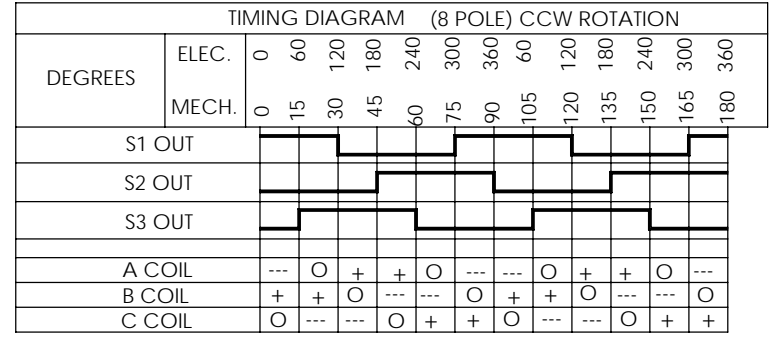 TIMING DIAGRAM (8 POLE) CCW ROTATION
DEGREES
ELEC. 0 60 120 180 240 300 360 60 120 180 240 300 360
MECH. 0 15 30 45 60 75 90 105 120 135 150 165 180
S1 OUT
S2 OUT
S3 OUT
A COIL --- O + + O --- --- O + + O ---
B COIL + + O --- --- O + + O --- --- O
C COIL O --- --- O + + O --- --- O + +